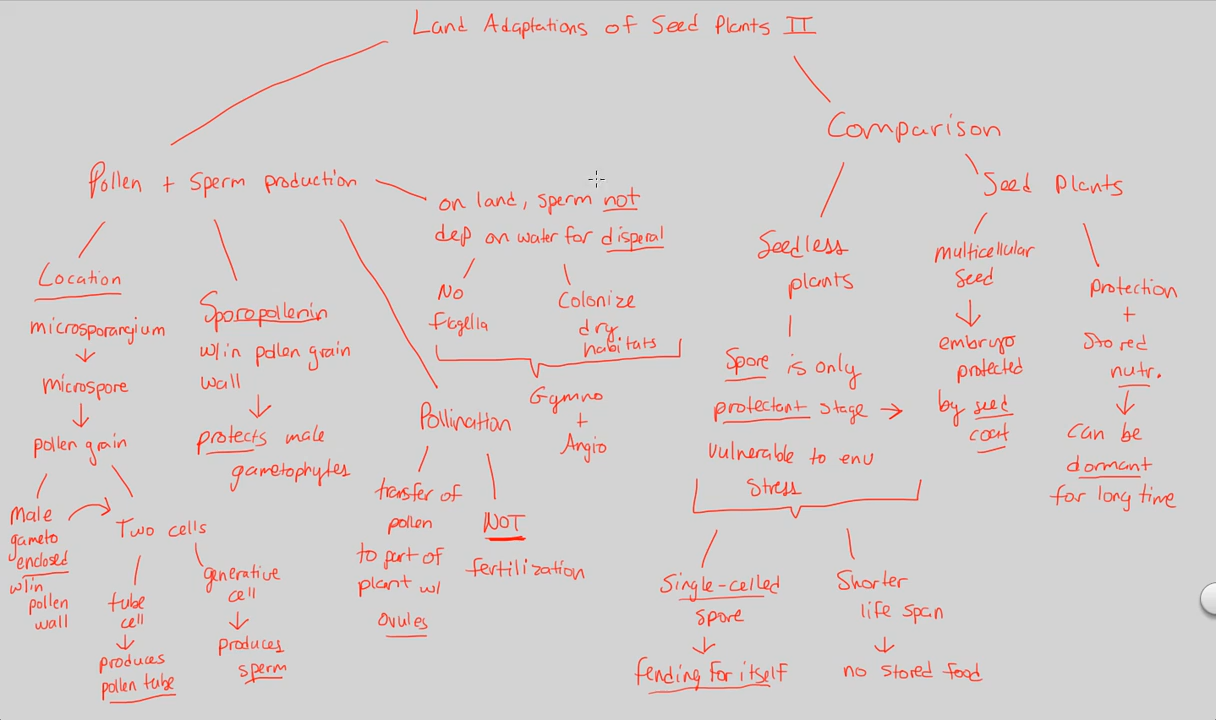 Land Adaptations of Seed Plants II
Pollen + Sperm production
Location
microsporangium
microspore
pollen grain
Male
gameto
enclosed
w/in
pollen
wall
Two cells
tube
cell
produces
pollen tube
generative
cell
produces
sperm
Sporopollenin
w/in pollen grain
wall
protects male
gametophytes
Pollination
transfer of
pollen
to part of
plant w/
ovules
NOT
fertilization
on land, sperm not
dep on water for disperal
No
flagella
Colonize
dry
habitats
Gymno
+
Angio
Comparison
Seedless
plants
Spore is only
protectant stage →
vulnerable to env
stress
Single-celled
spore
fending for itself
Shorter
life span
no stored food
Seed Plants
multicellular
seed
embryo
protected
by seed
coat
Protection
+
Stored
nutr.
can be
dormant
for long time